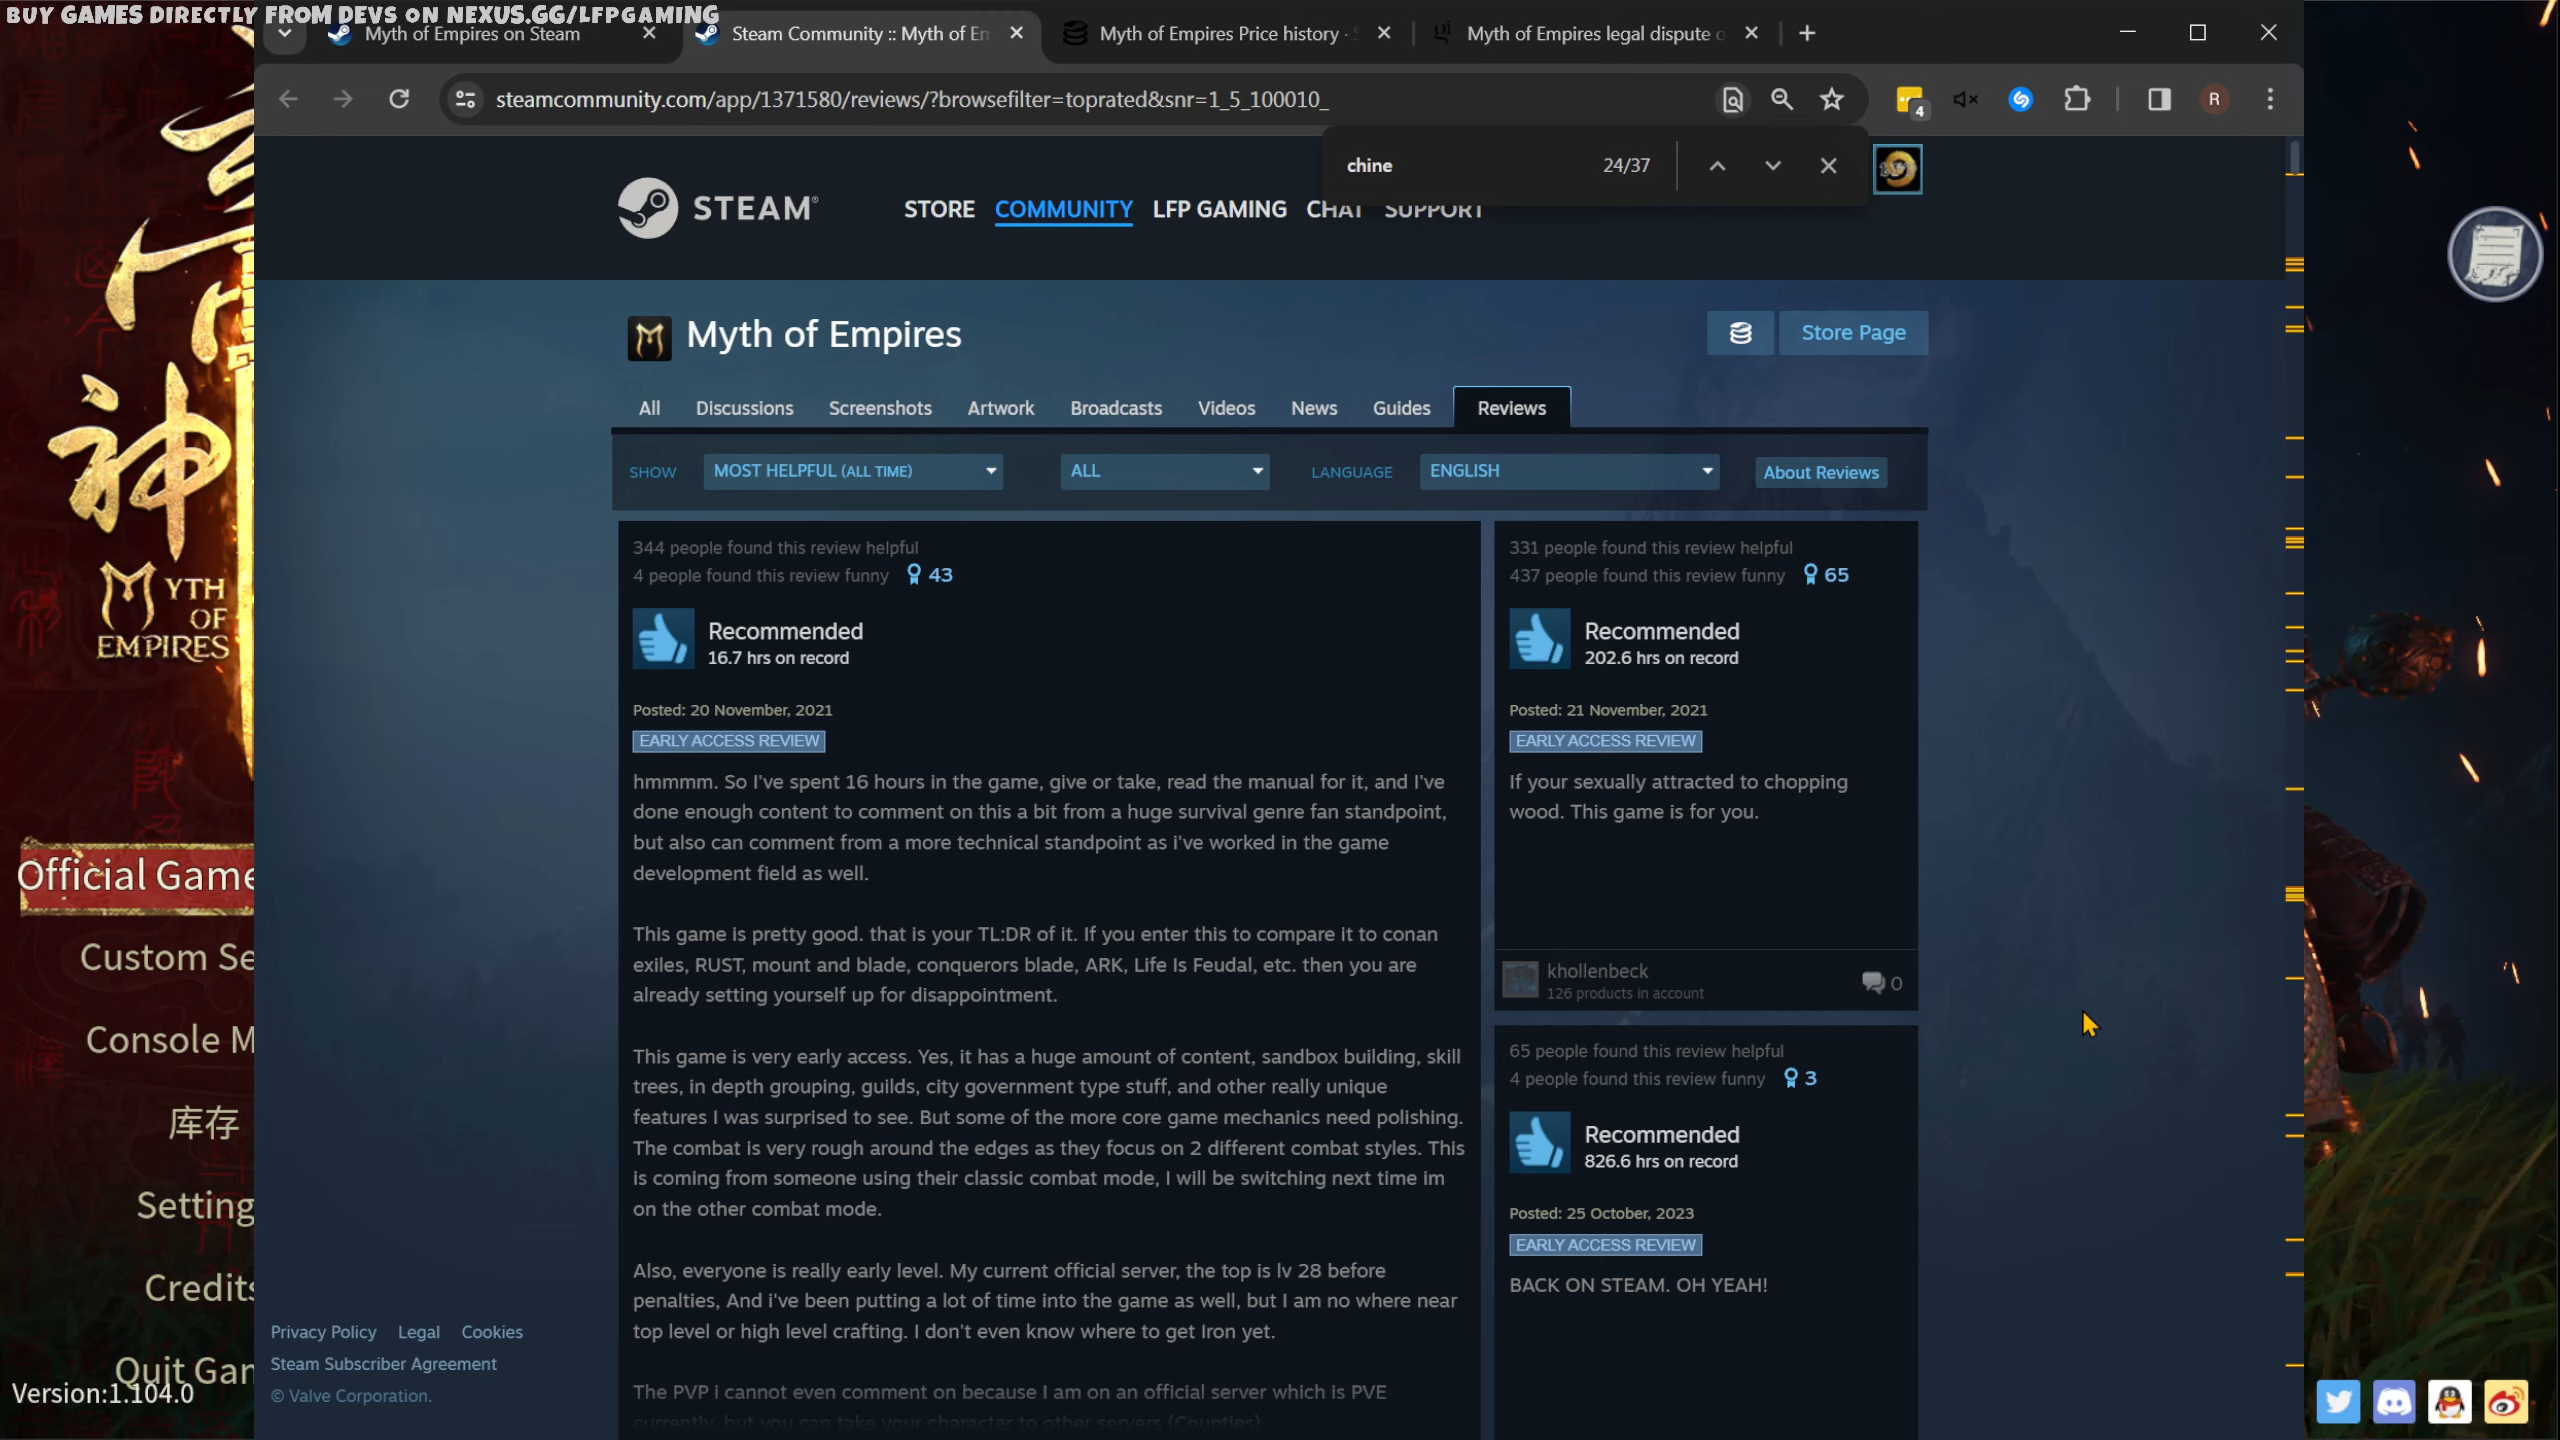 BUY GAMES DIRECTLY FROM DEVS ON NEXUS.GG/LFPGAMING
Myth of Empires on Steam
Steam Community :: Myth of Em
Myth of Empires Price history ·
Myth of Empires legal dispute o
steamcommunity.com/app/1371580/reviews/?browsefilter=toprated&snr=1_5_100010_
4
R
chine
24/37
STEAM®
STORE
COMMUNITY
LFP GAMING
CHAT
SUPPORT
Myth of Empires
Store Page
All
Discussions
Screenshots
Artwork
Broadcasts
Videos
News
Guides
Reviews
SHOW
MOST HELPFUL (ALL TIME)
ALL
LANGUAGE
ENGLISH
About Reviews
344 people found this review helpful
4 people found this review funny
43
Recommended
16.7 hrs on record
Posted: 20 November, 2021
EARLY ACCESS REVIEW
hmmmm. So I've spent 16 hours in the game, give or take, read the manual for it, and I've
done enough content to comment on this a bit from a huge survival genre fan standpoint,
but also can comment from a more technical standpoint as i've worked in the game
development field as well.
This game is pretty good. that is your TL:DR of it. If you enter this to compare it to conan
exiles, RUST, mount and blade, conquerors blade, ARK, Life Is Feudal, etc. then you are
already setting yourself up for disappointment.
This game is very early access. Yes, it has a huge amount of content, sandbox building, skill
trees, in depth grouping, guilds, city government type stuff, and other really unique
features I was surprised to see. But some of the more core game mechanics need polishing.
The combat is very rough around the edges as they focus on 2 different combat styles. This
is coming from someone using their classic combat mode, I will be switching next time im
on the other combat mode.
Also, everyone is really early level. My current official server, the top is lv 28 before
penalties, And i've been putting a lot of time into the game as well, but I am no where near
top level or high level crafting. I don't even know where to get Iron yet.
The PVP i cannot even comment on because I am on an official server which is PVE
currently, but you can take your character to other servers (Counties)
331 people found this review helpful
437 people found this review funny
65
Recommended
202.6 hrs on record
Posted: 21 November, 2021
EARLY ACCESS REVIEW
If your sexually attracted to chopping
wood. This game is for you.
khollenbeck
126 products in account
0
65 people found this review helpful
4 people found this review funny
3
Recommended
826.6 hrs on record
Posted: 25 October, 2023
EARLY ACCESS REVIEW
BACK ON STEAM. OH YEAH!
Privacy Policy
Legal
Cookies
Steam Subscriber Agreement
© Valve Corporation.
神
MYTH
OF
EMPIRES
Official Game
Custom Se
Console M
库存
Setting
Credits
Quit Gam
Version:1.104.0